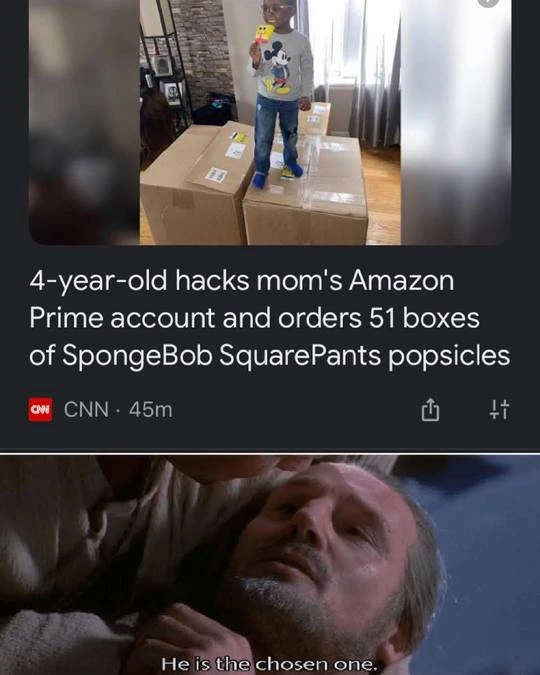 4-year-old hacks mom's Amazon
Prime account and orders 51 boxes
of SpongeBob SquarePants popsicles
CNN CNN · 45m
He is the chosen one.